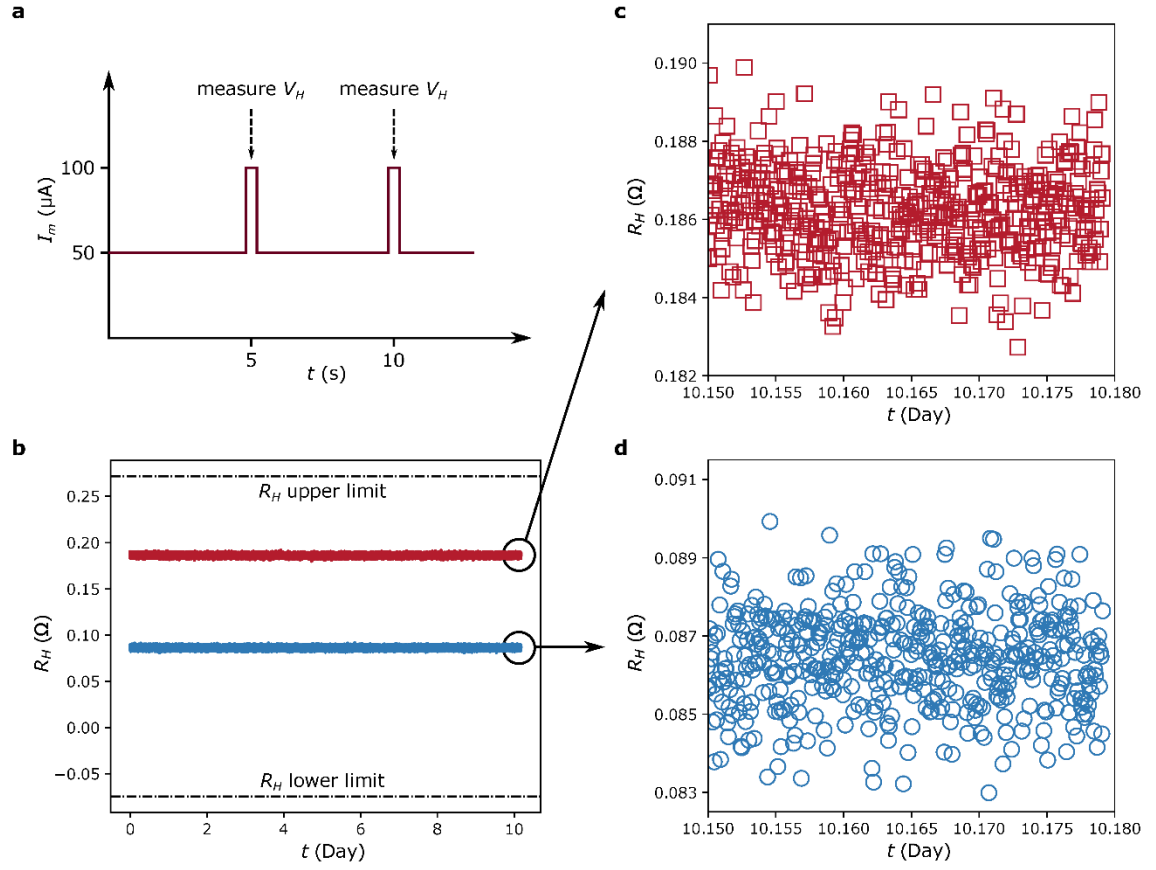 a
measure V_H measure V_H
100
I_m (μA)
50
5 10
t (s)
b
R_H upper limit
0.25
0.20
0.15
R_H (Ω)
0.10
0.05
0.00
−0.05
R_H lower limit
0 2 4 6 8 10
t (Day)
c
0.190
0.188
R_H (Ω)
0.186
0.184
0.182
10.150 10.155 10.160 10.165 10.170 10.175 10.180
t (Day)
d
0.091
0.089
R_H (Ω)
0.087
0.085
0.083
10.150 10.155 10.160 10.165 10.170 10.175 10.180
t (Day)